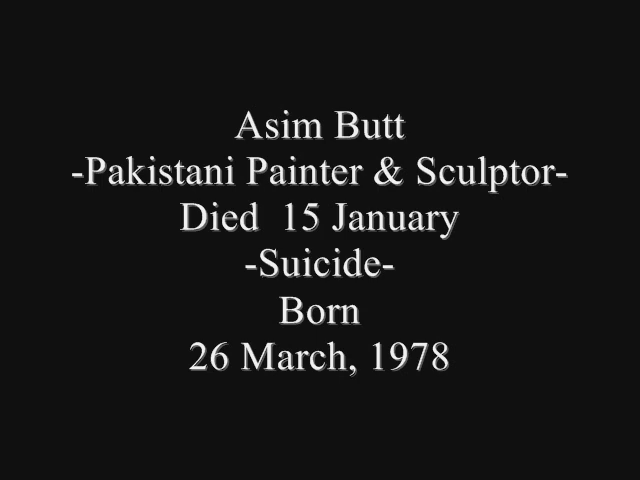 Asim Butt
-Pakistani Painter & Sculptor-
Died  15 January
-Suicide-
Born
26 March, 1978